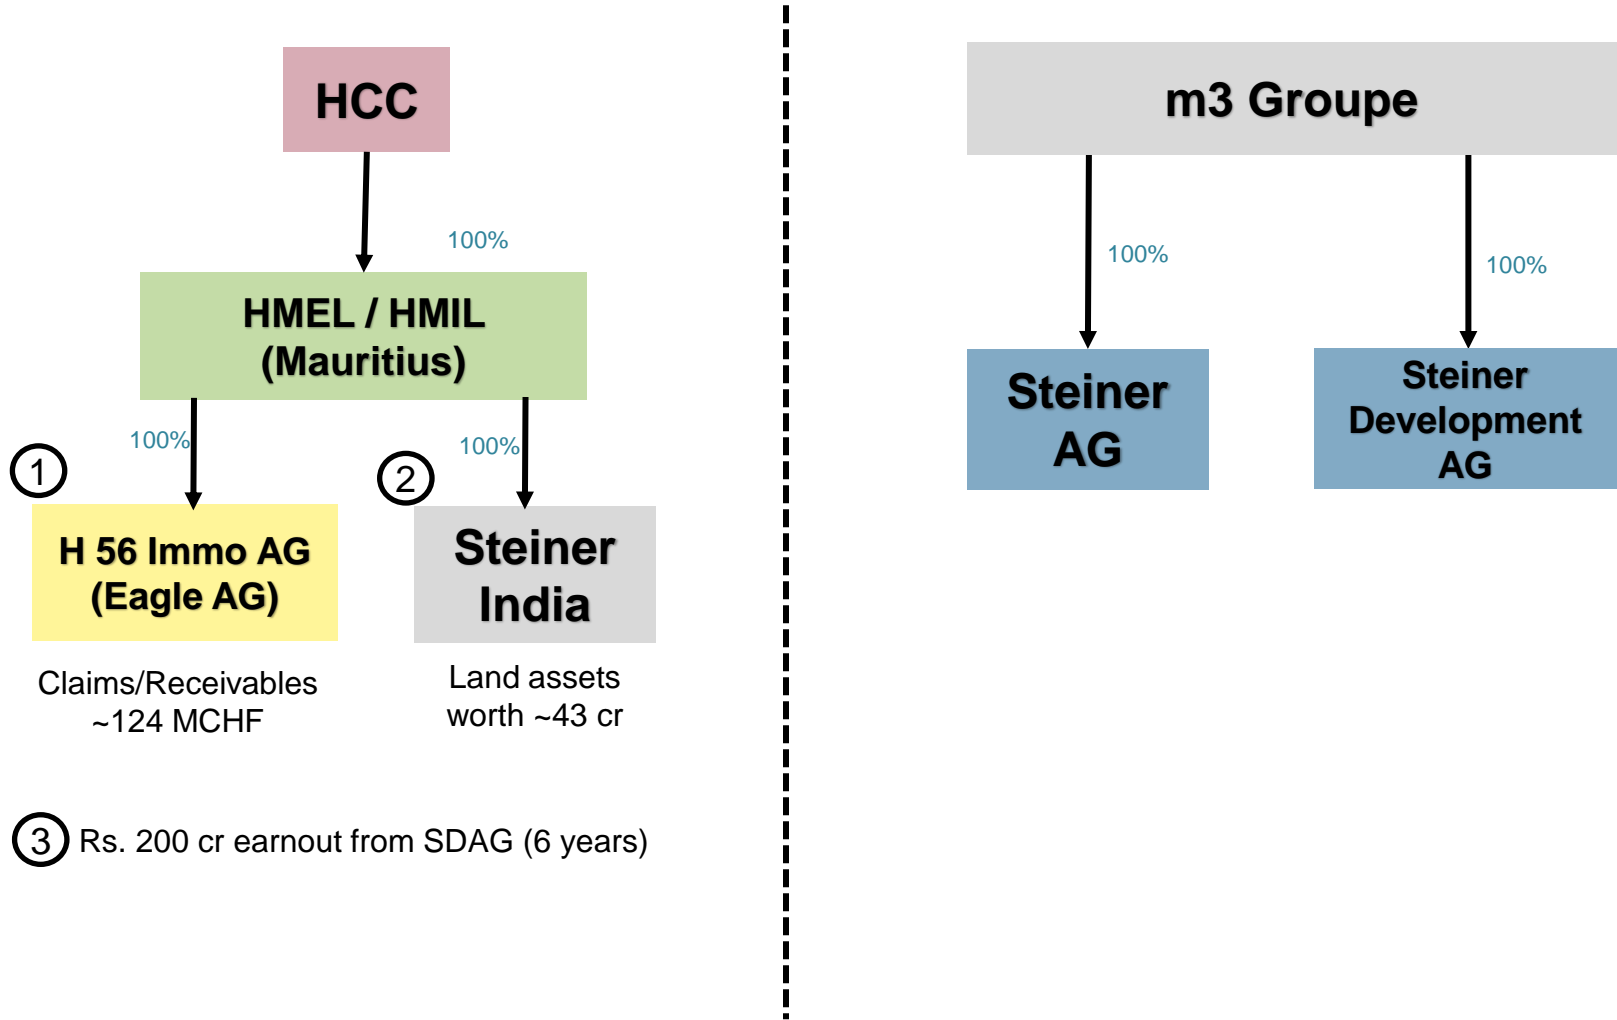 HCC
100%
HMEL / HMIL
(Mauritius)
100%
100%
1
2
H 56 Immo AG
(Eagle AG)
Steiner
India
Claims/Receivables
~124 MCHF
Land assets
worth ~43 cr
3 Rs. 200 cr earnout from SDAG (6 years)
m3 Groupe
100%
100%
Steiner
AG
Steiner
Development
AG